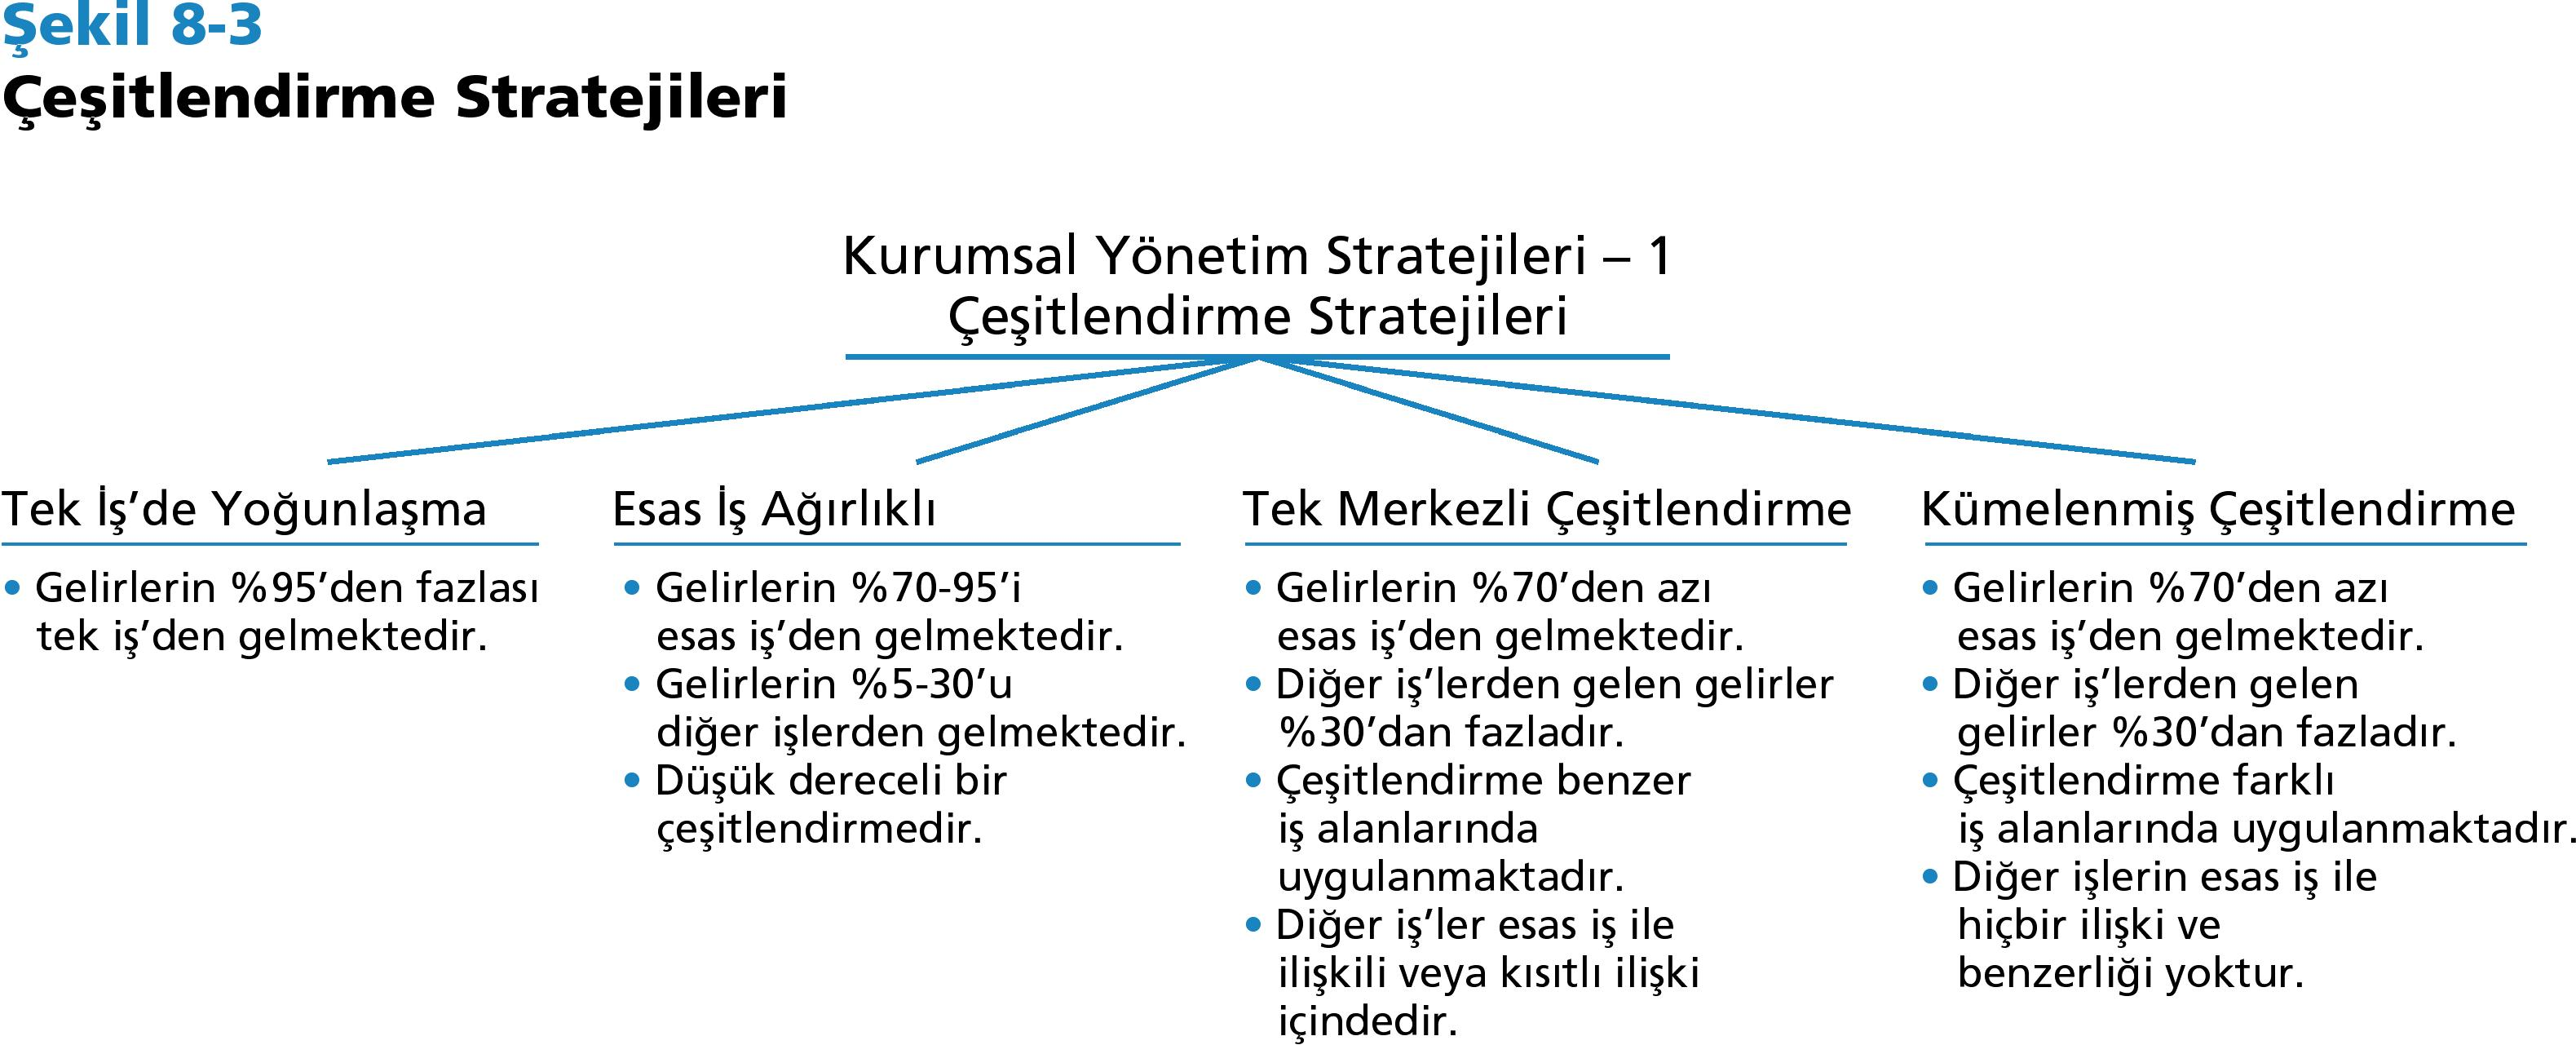 Şekil 8-3
Çeşitlendirme Stratejileri
Kurumsal Yönetim Stratejileri – 1
Çeşitlendirme Stratejileri
Tek İş’de Yoğunlaşma
• Gelirlerin %95’den fazlası
tek iş’den gelmektedir.
Esas İş Ağırlıklı
• Gelirlerin %70-95’i
esas iş’den gelmektedir.
• Gelirlerin %5-30’u
diğer işlerden gelmektedir.
• Düşük dereceli bir
çeşitlendirmedir.
Tek Merkezli Çeşitlendirme
• Gelirlerin %70’den azı
esas iş’den gelmektedir.
• Diğer iş’lerden gelen gelirler
%30’dan fazladır.
• Çeşitlendirme benzer
iş alanlarında
uygulanmaktadır.
• Diğer iş’ler esas iş ile
ilişkili veya kısıtlı ilişki
içindedir.
Kümelenmiş Çeşitlendirme
• Gelirlerin %70’den azı
esas iş’den gelmektedir.
• Diğer iş’lerden gelen
gelirler %30’dan fazladır.
• Çeşitlendirme farklı
iş alanlarında uygulanmaktadır.
• Diğer işlerin esas iş ile
hiçbir ilişki ve
benzerliği yoktur.